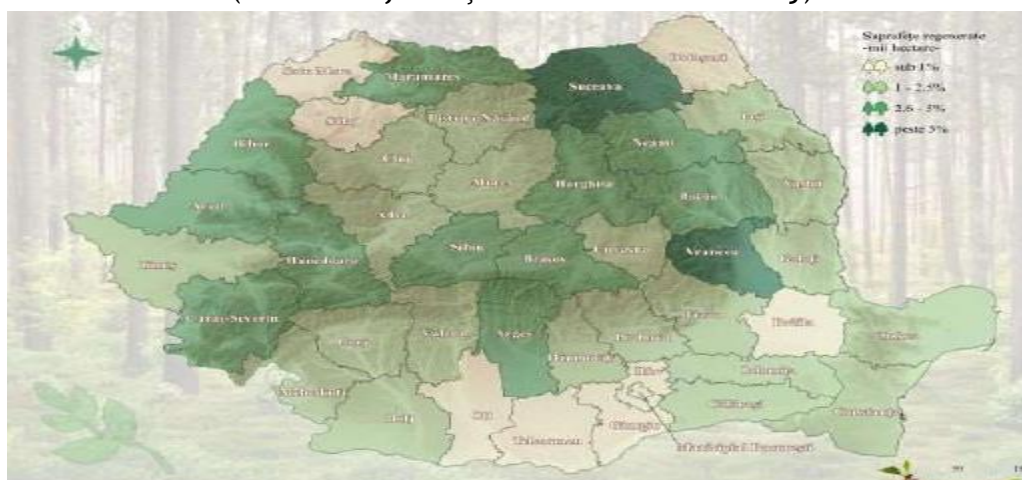 Suprafețe regenerate
-mii hectare-
sub 1%
1 - 2.5%
2.6 - 5%
peste 5%
Satu Mare
Maramureș
Suceava
Botoșani
Sălaj
Bistrița-Năsăud
Iași
Bihor
Cluj
Neamț
Mureș
Harghita
Bacău
Vaslui
Arad
Alba
Sibiu
Brașov
Covasna
Vrancea
Galați
Timiș
Hunedoara
Caraș-Severin
Gorj
Vâlcea
Argeș
Prahova
Buzău
Brăila
Tulcea
Dâmbovița
Ilfov
Ialomița
Mehedinți
Dolj
Olt
Teleorman
Giurgiu
Călărași
Constanța
Municipiul București